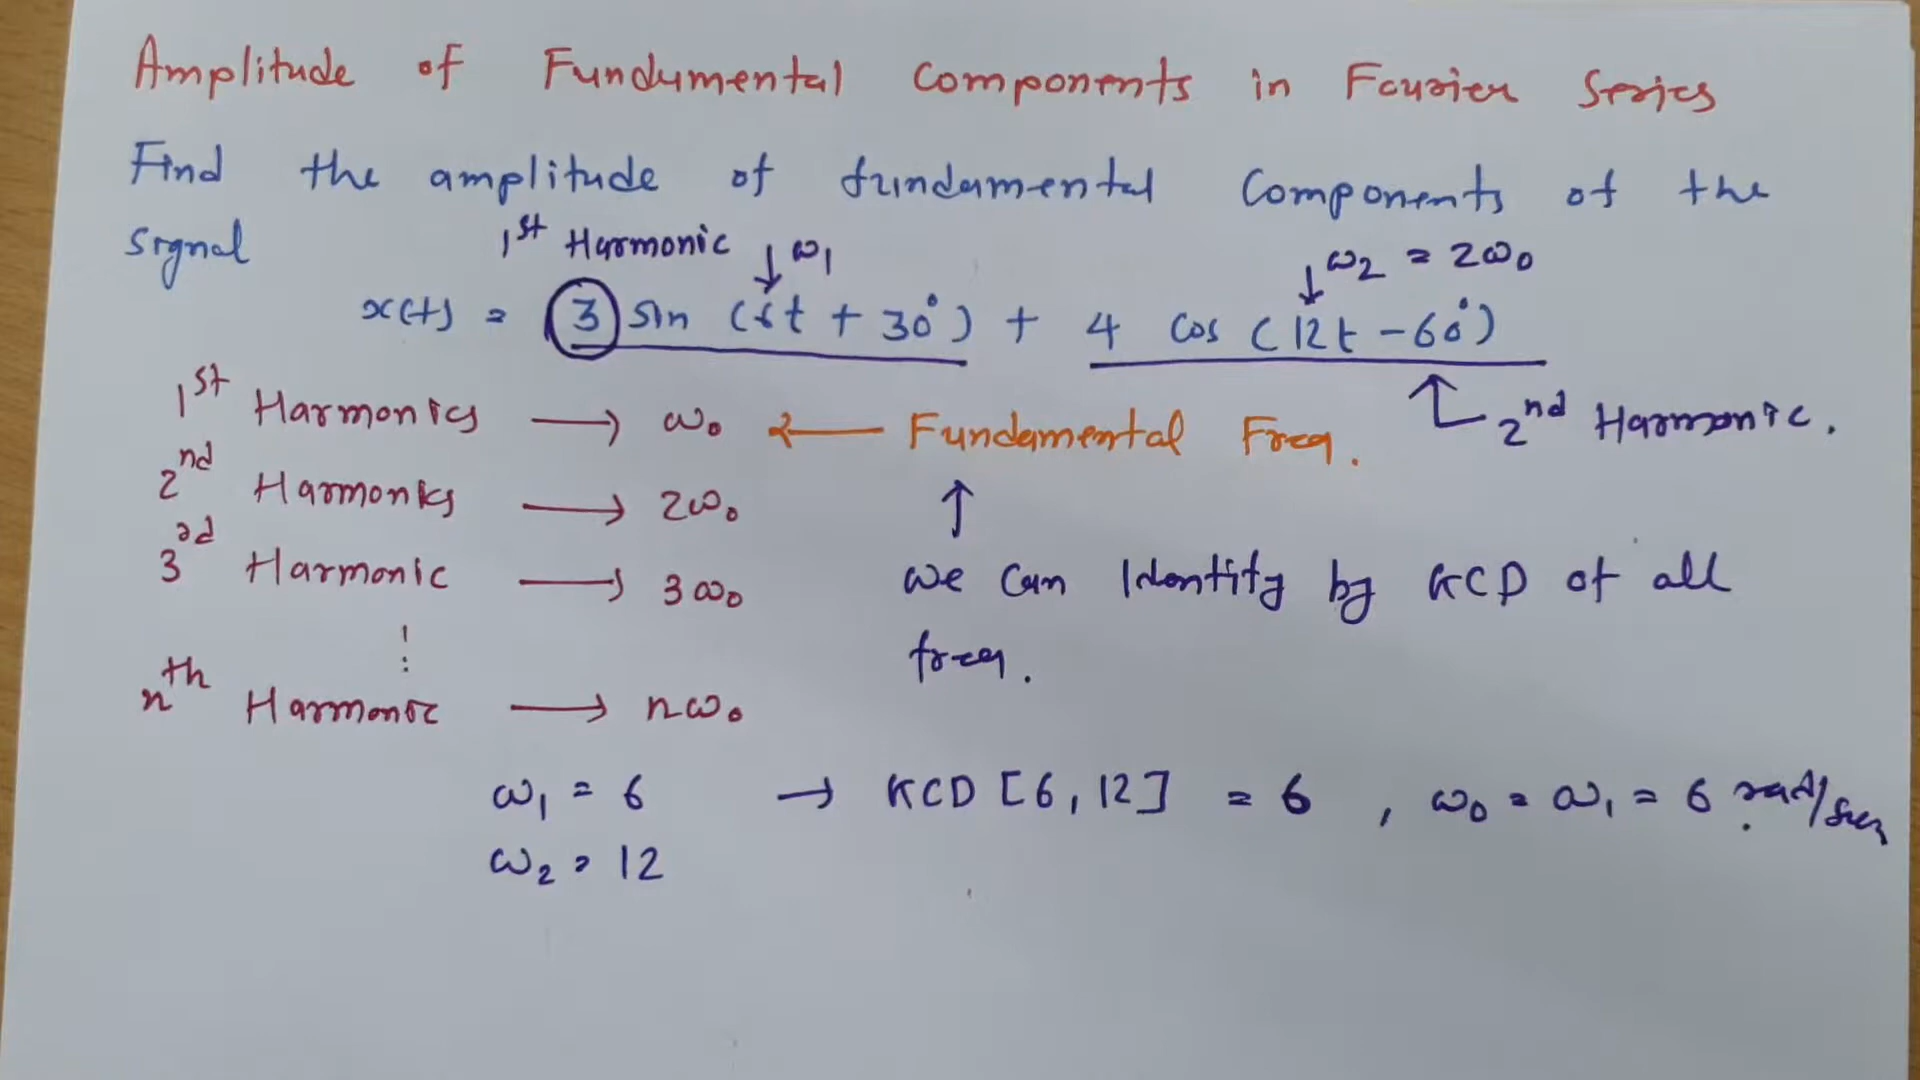 Amplitude of Fundumental Components in Fourier Series
Find the amplitude of fundamental Components of the
Signal
1st Harmonic ↓ ω1
↓ ω2 = 2ω0
x(t) = 3 sin (6t + 30°) + 4 cos (12t - 60°)
1st Harmonics → ω0 ← Fundamental Freq.
2nd Harmonic.
2nd Harmonics → 2ω0
↑
3rd Harmonic → 3ω0
we can Identify by GCD of all
freq.
⋮
nth Harmonic → nω0
ω1 = 6 → GCD [6, 12] = 6 , ω0 = ω1 = 6 rad/sec
ω2 = 12